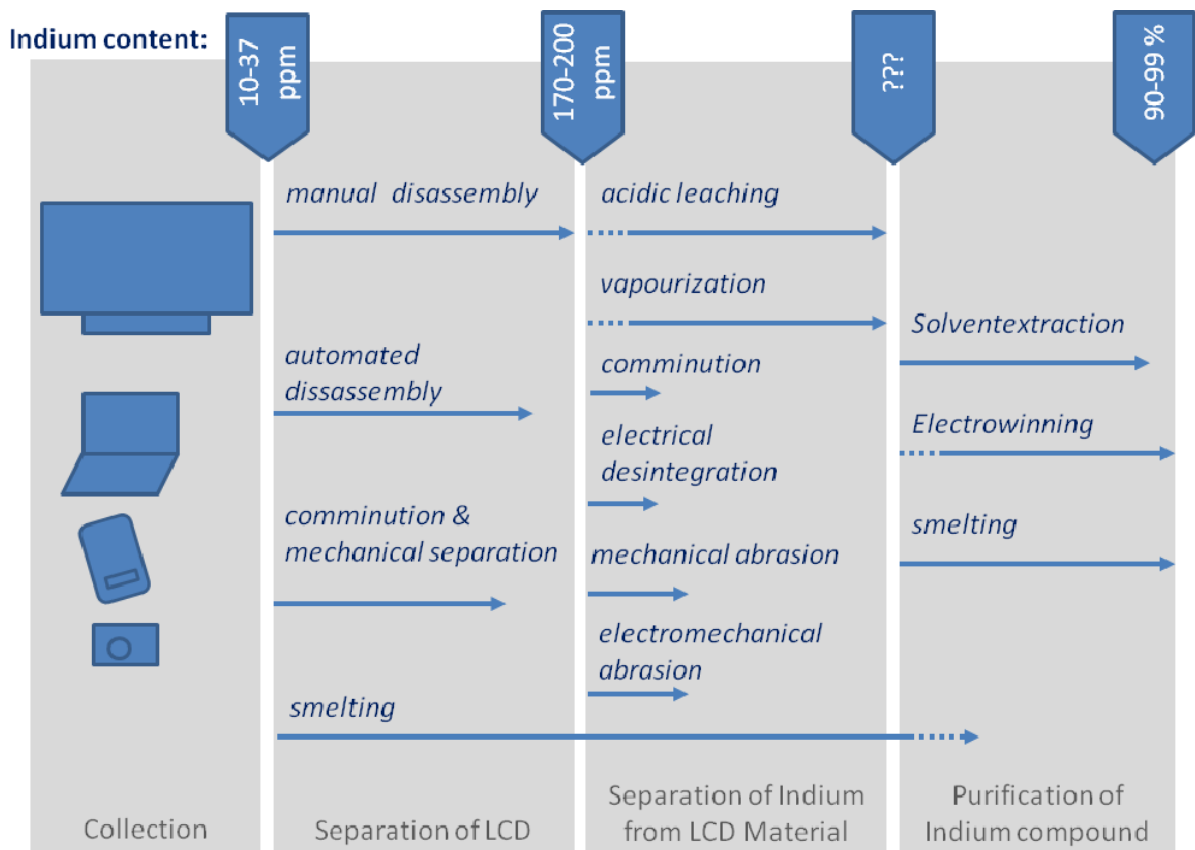 Indium content:
10-37
ppm
170-200
ppm
???
90-99 %
manual disassembly
automated
dissassembly
comminution &
mechanical separation
smelting
acidic leaching
vapourization
comminution
electrical
desintegration
mechanical abrasion
electromechanical
abrasion
Solventextraction
Electrowinning
smelting
Collection
Separation of LCD
Separation of Indium
from LCD Material
Purification of
Indium compound